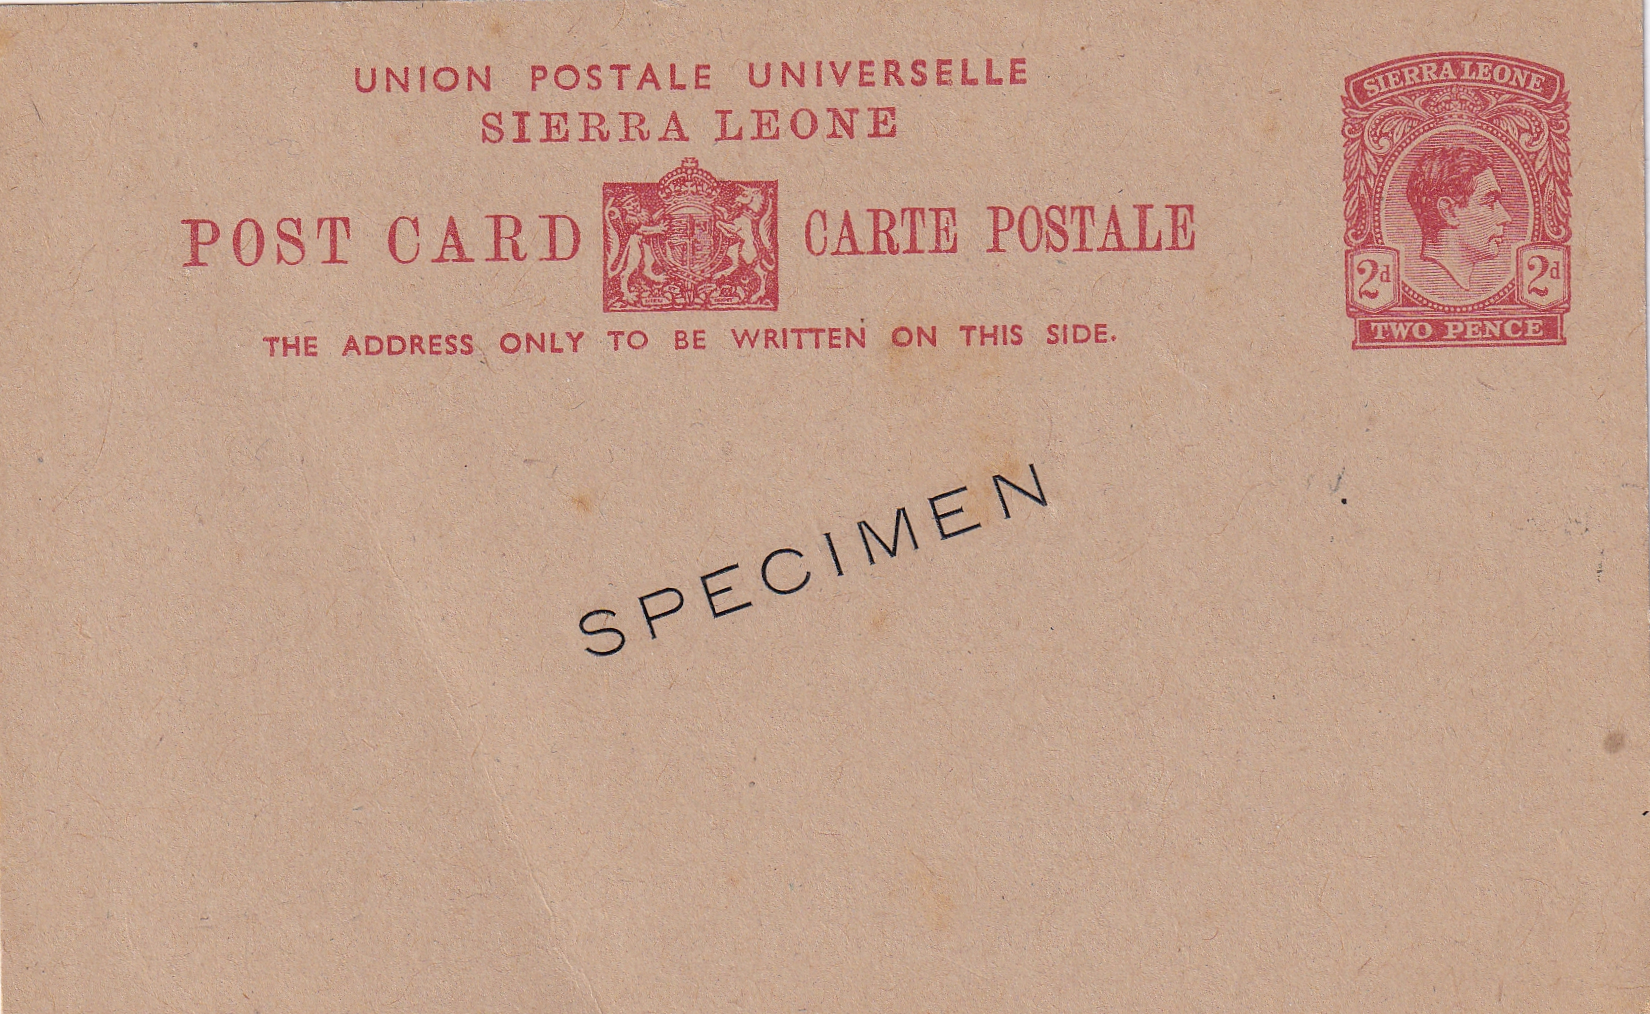 UNION POSTALE UNIVERSELLE
SIERRA LEONE
POST CARD CARTE POSTALE
THE ADDRESS ONLY TO BE WRITTEN ON THIS SIDE.
SIERRA LEONE
2d 2d
TWO PENCE
SPECIMEN